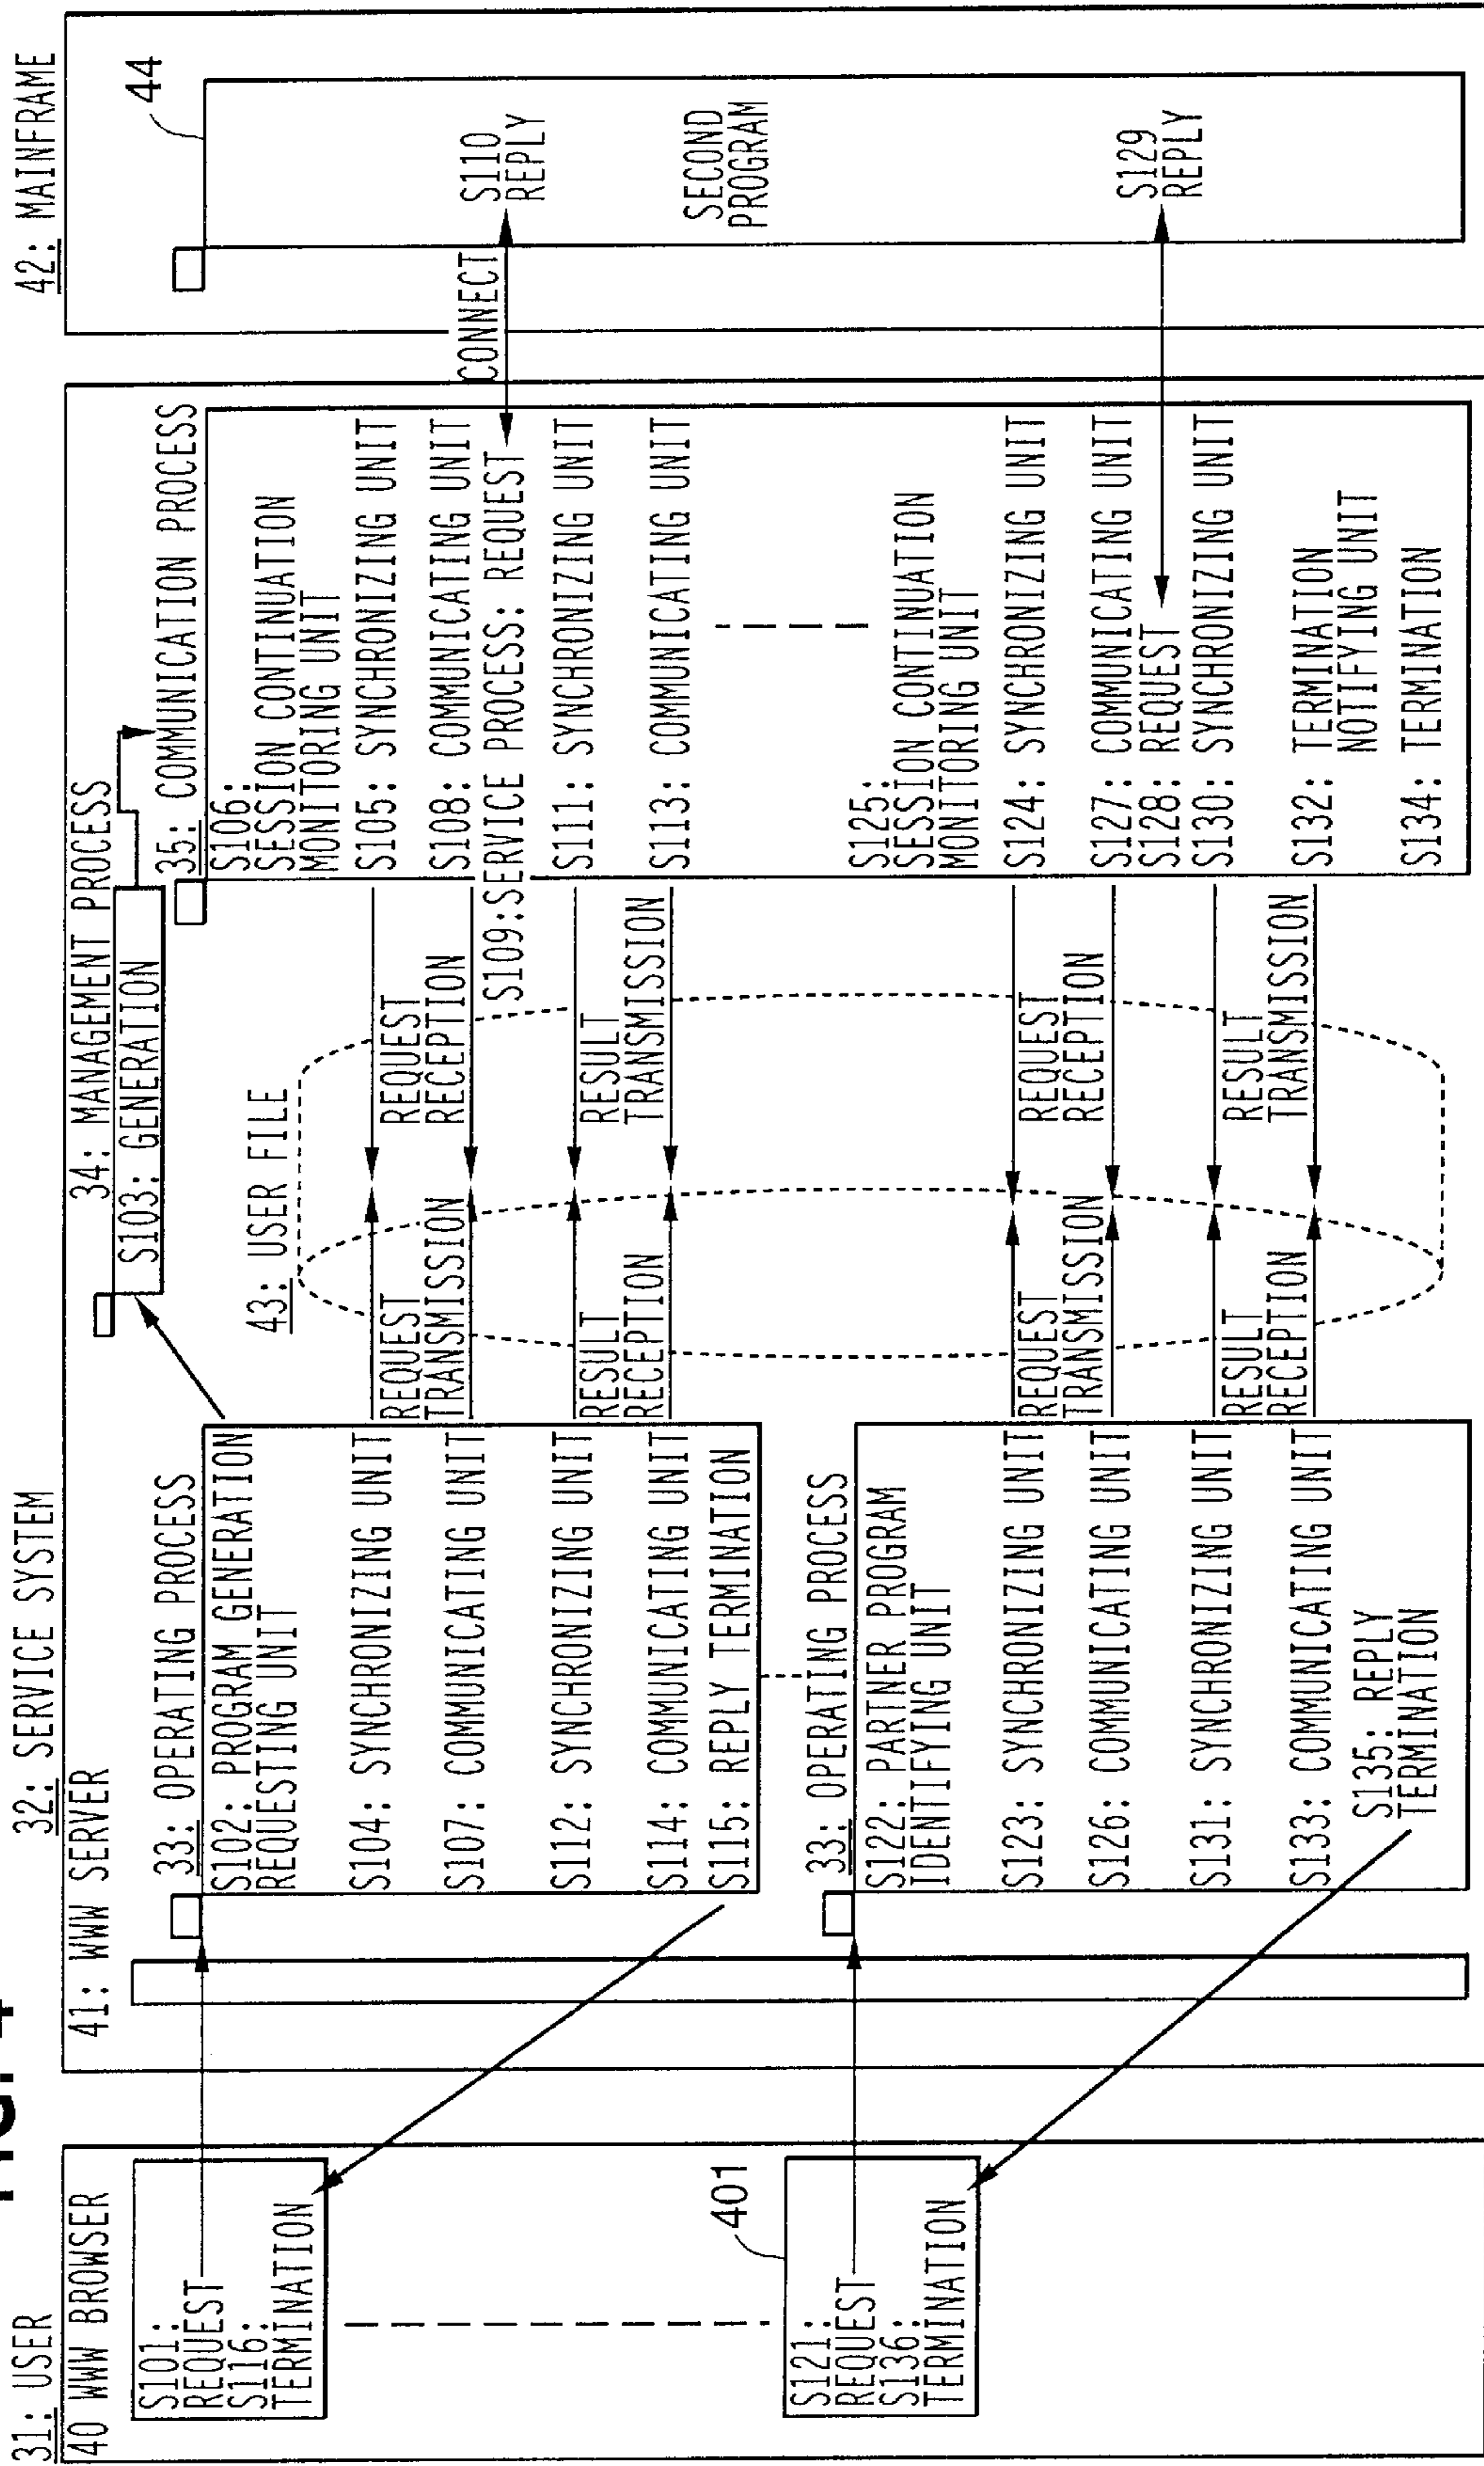 31: USER
40 WWW BROWSER
S101:
REQUEST
S116:
TERMINATION
401
S121:
REQUEST
S136:
TERMINATION
32: SERVICE SYSTEM
41: WWW SERVER
33: OPERATING PROCESS
S102: PROGRAM GENERATION
REQUESTING UNIT
S104: SYNCHRONIZING UNIT
S107: COMMUNICATING UNIT
S112: SYNCHRONIZING UNIT
S114: COMMUNICATING UNIT
S115: REPLY TERMINATION
33: OPERATING PROCESS
S122: PARTNER PROGRAM
IDENTIFYING UNIT
S123: SYNCHRONIZING UNIT
S126: COMMUNICATING UNIT
S131: SYNCHRONIZING UNIT
S133: COMMUNICATING UNIT
S135: REPLY
TERMINATION
34: MANAGEMENT PROCESS
S103: GENERATION
43: USER FILE
REQUEST
TRANSMISSION
REQUEST
RECEPTION
RESULT
RECEPTION
RESULT
TRANSMISSION
REQUEST
TRANSMISSION
REQUEST
RECEPTION
RESULT
RECEPTION
RESULT
TRANSMISSION
35: COMMUNICATION PROCESS
S106:
SESSION CONTINUATION
MONITORING UNIT
S105: SYNCHRONIZING UNIT
S108: COMMUNICATING UNIT
S109:SERVICE PROCESS: REQUEST
S111: SYNCHRONIZING UNIT
S113: COMMUNICATING UNIT
S125:
SESSION CONTINUATION
MONITORING UNIT
S124: SYNCHRONIZING UNIT
S127: COMMUNICATING UNIT
S128: REQUEST
S130: SYNCHRONIZING UNIT
S132: TERMINATION
NOTIFYING UNIT
S134: TERMINATION
CONNECT
42: MAINFRAME
44
S110
REPLY
SECOND
PROGRAM
S129
REPLY